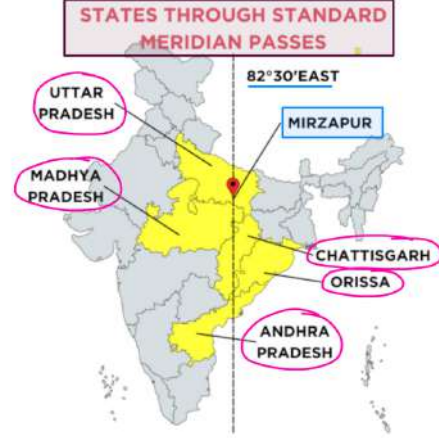 STATES THROUGH STANDARD
MERIDIAN PASSES
82°30'EAST
UTTAR
PRADESH
MIRZAPUR
MADHYA
PRADESH
CHATTISGARH
ORISSA
ANDHRA
PRADESH